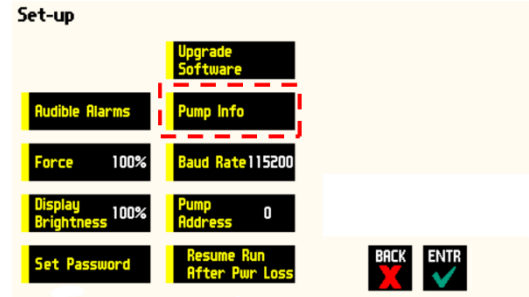 Set-up
Upgrade
Software
Audible Alarms
Pump Info
Force 100%
Baud Rate 115200
Display
Brightness 100%
Pump
Address 0
Set Password
Resume Run
After Pwr Loss
BACK
ENTR